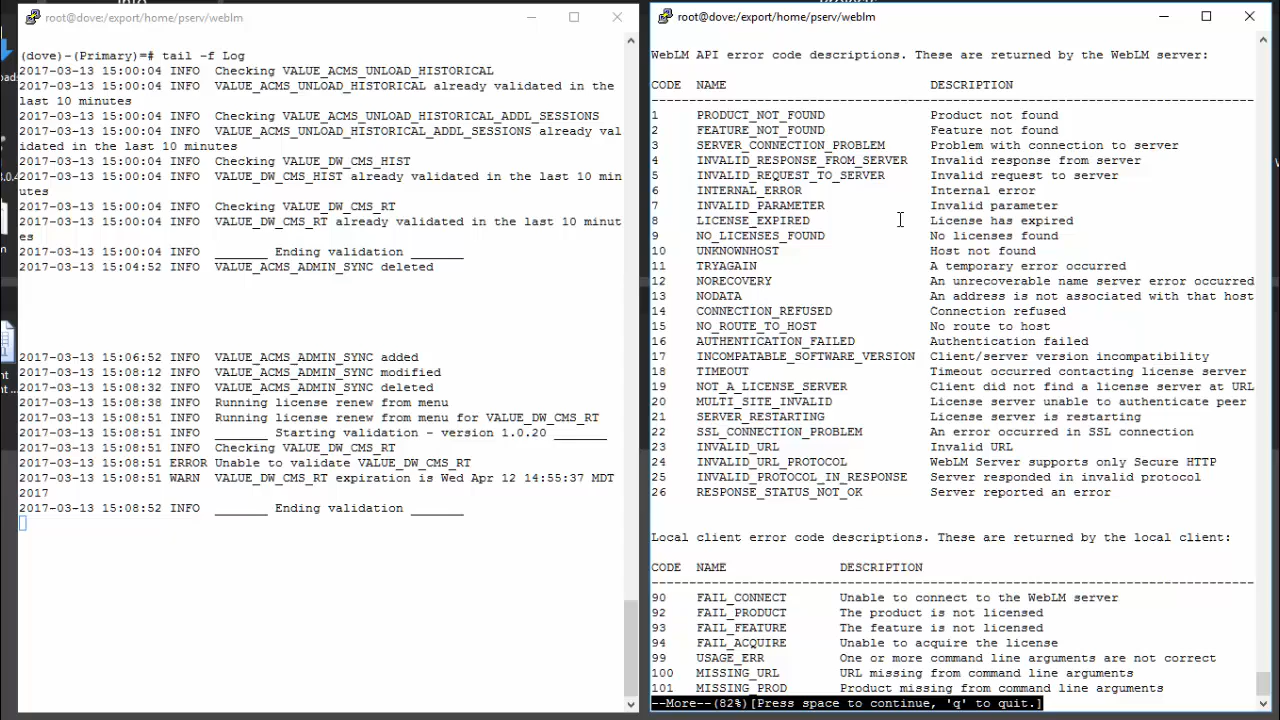 root@dove:/export/home/pserv/weblm
(dove)-(Primary)=# tail -f Log
2017-03-13 15:00:04 INFO  Checking VALUE_ACMS_UNLOAD_HISTORICAL
2017-03-13 15:00:04 INFO  VALUE_ACMS_UNLOAD_HISTORICAL already validated in the
last 10 minutes
2017-03-13 15:00:04 INFO  Checking VALUE_ACMS_UNLOAD_HISTORICAL_ADDL_SESSIONS
2017-03-13 15:00:04 INFO  VALUE_ACMS_UNLOAD_HISTORICAL_ADDL_SESSIONS already val
idated in the last 10 minutes
2017-03-13 15:00:04 INFO  Checking VALUE_DW_CMS_HIST
2017-03-13 15:00:04 INFO  VALUE_DW_CMS_HIST already validated in the last 10 min
utes
2017-03-13 15:00:04 INFO  Checking VALUE_DW_CMS_RT
2017-03-13 15:00:04 INFO  VALUE_DW_CMS_RT already validated in the last 10 minut
es
2017-03-13 15:00:04 INFO  _______ Ending validation _______
2017-03-13 15:04:52 INFO  VALUE_ACMS_ADMIN_SYNC deleted
2017-03-13 15:06:52 INFO  VALUE_ACMS_ADMIN_SYNC added
2017-03-13 15:08:12 INFO  VALUE_ACMS_ADMIN_SYNC modified
2017-03-13 15:08:32 INFO  VALUE_ACMS_ADMIN_SYNC deleted
2017-03-13 15:08:38 INFO  Running license renew from menu
2017-03-13 15:08:51 INFO  Running license renew from menu for VALUE_DW_CMS_RT
2017-03-13 15:08:51 INFO  _______ Starting validation - version 1.0.20 _______
2017-03-13 15:08:51 INFO  Checking VALUE_DW_CMS_RT
2017-03-13 15:08:51 ERROR Unable to validate VALUE_DW_CMS_RT
2017-03-13 15:08:51 WARN  VALUE_DW_CMS_RT expiration is Wed Apr 12 14:55:37 MDT
2017
2017-03-13 15:08:52 INFO  _______ Ending validation _______
root@dove:/export/home/pserv/weblm
WebLM API error code descriptions. These are returned by the WebLM server:
CODE  NAME  DESCRIPTION
1  PRODUCT_NOT_FOUND  Product not found
2  FEATURE_NOT_FOUND  Feature not found
3  SERVER_CONNECTION_PROBLEM  Problem with connection to server
4  INVALID_RESPONSE_FROM_SERVER  Invalid response from server
5  INVALID_REQUEST_TO_SERVER  Invalid request to server
6  INTERNAL_ERROR  Internal error
7  INVALID_PARAMETER  Invalid parameter
8  LICENSE_EXPIRED  License has expired
9  NO_LICENSES_FOUND  No licenses found
10  UNKNOWNHOST  Host not found
11  TRYAGAIN  A temporary error occurred
12  NORECOVERY  An unrecoverable name server error occurred
13  NODATA  An address is not associated with that host
14  CONNECTION_REFUSED  Connection refused
15  NO_ROUTE_TO_HOST  No route to host
16  AUTHENTICATION_FAILED  Authentication failed
17  INCOMPATABLE_SOFTWARE_VERSION  Client/server version incompatibility
18  TIMEOUT  Timeout occurred contacting license server
19  NOT_A_LICENSE_SERVER  Client did not find a license server at URL
20  MULTI_SITE_INVALID  License server unable to authenticate peer
21  SERVER_RESTARTING  License server is restarting
22  SSL_CONNECTION_PROBLEM  An error occurred in SSL connection
23  INVALID_URL  Invalid URL
24  INVALID_URL_PROTOCOL  WebLM Server supports only Secure HTTP
25  INVALID_PROTOCOL_IN_RESPONSE  Server responded in invalid protocol
26  RESPONSE_STATUS_NOT_OK  Server reported an error
Local client error code descriptions. These are returned by the local client:
CODE  NAME  DESCRIPTION
90  FAIL_CONNECT  Unable to connect to the WebLM server
92  FAIL_PRODUCT  The product is not licensed
93  FAIL_FEATURE  The feature is not licensed
94  FAIL_ACQUIRE  Unable to acquire the license
99  USAGE_ERR  One or more command line arguments are not correct
100  MISSING_URL  URL missing from command line arguments
101  MISSING_PROD  Product missing from command line arguments
--More--(82%)[Press space to continue, 'q' to quit.]